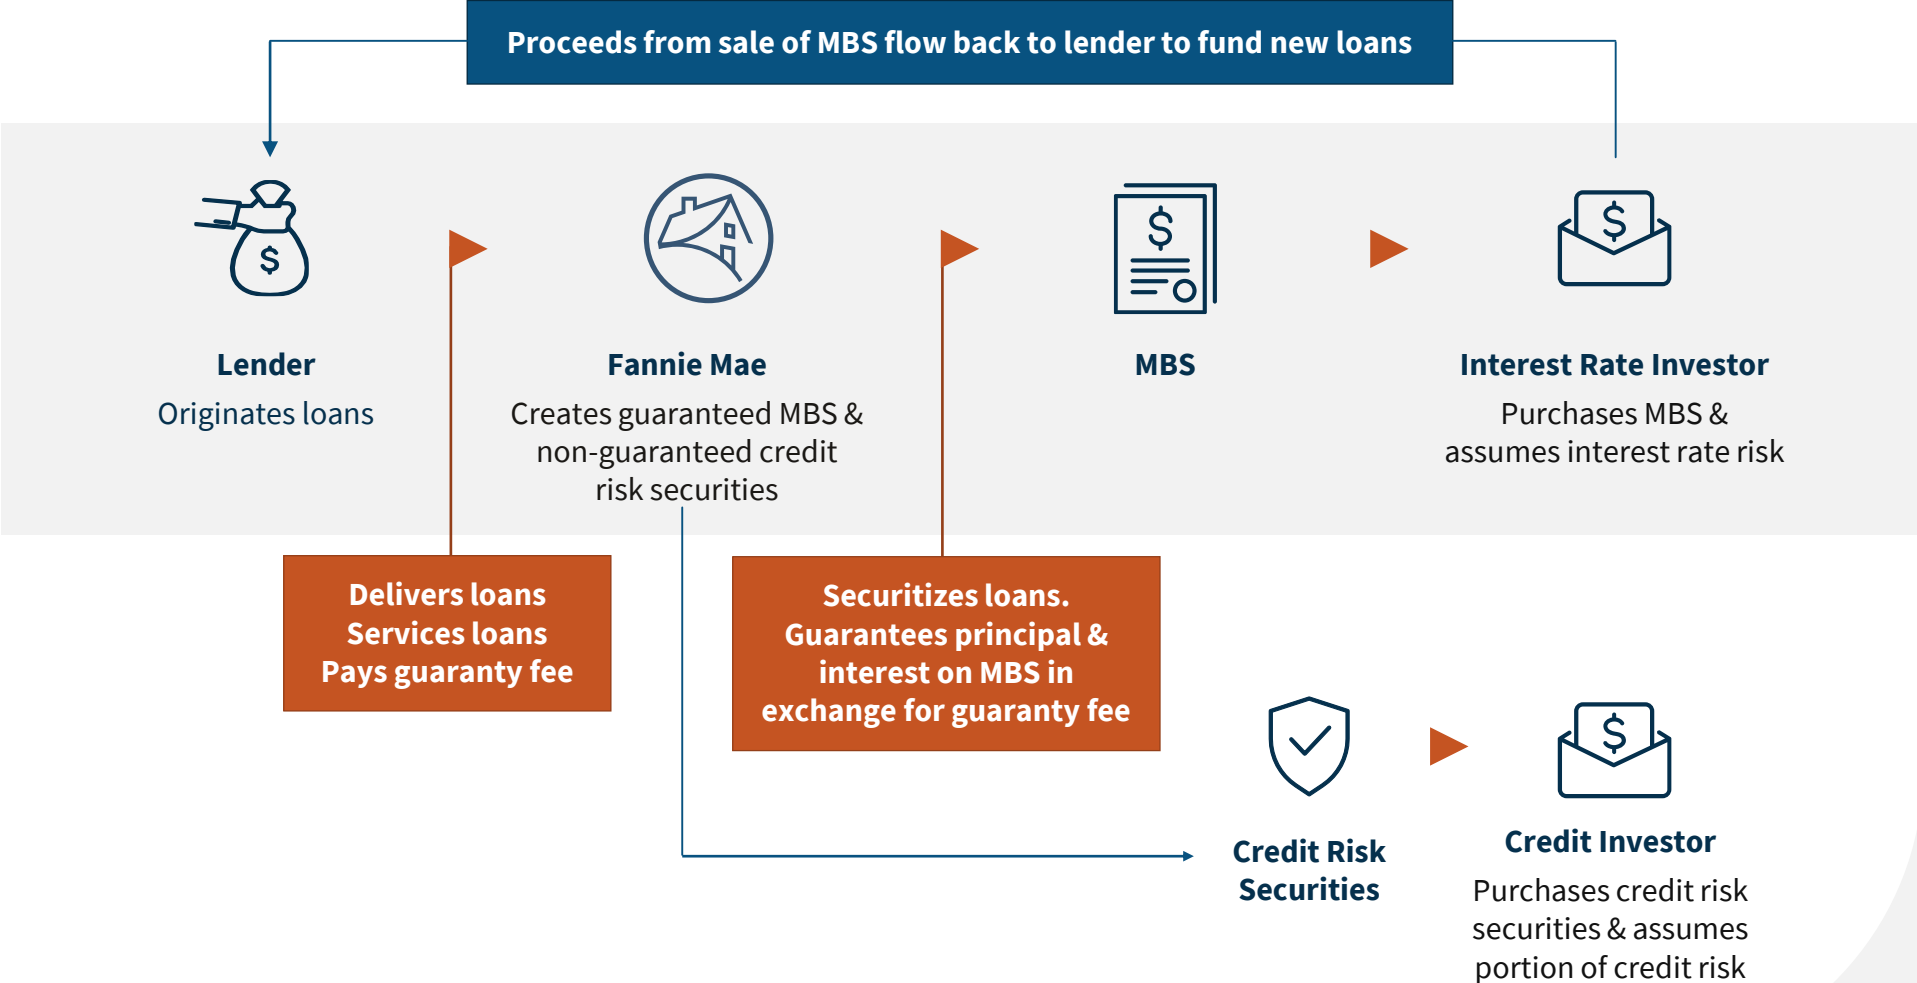 Proceeds from sale of MBS flow back to lender to fund new loans
$
$
$
Lender
Originates loans
Fannie Mae
Creates guaranteed MBS &
non-guaranteed credit
risk securities
MBS
Interest Rate Investor
Purchases MBS &
assumes interest rate risk
Delivers loans
Services loans
Pays guaranty fee
Securitizes loans.
Guarantees principal &
interest on MBS in
exchange for guaranty fee
$
Credit Risk
Securities
Credit Investor
Purchases credit risk
securities & assumes
portion of credit risk